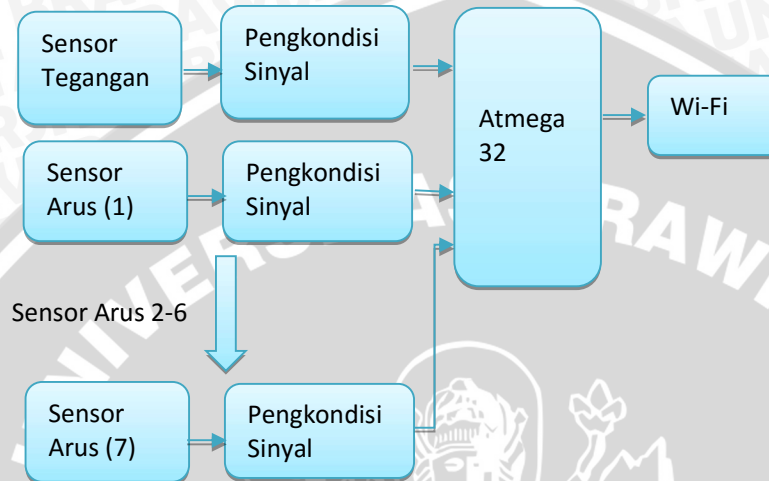 Sensor
Tegangan
Pengkondisi
Sinyal
Atmega
32
Wi-Fi
Sensor
Arus (1)
Pengkondisi
Sinyal
Sensor Arus 2-6
Sensor
Arus (7)
Pengkondisi
Sinyal